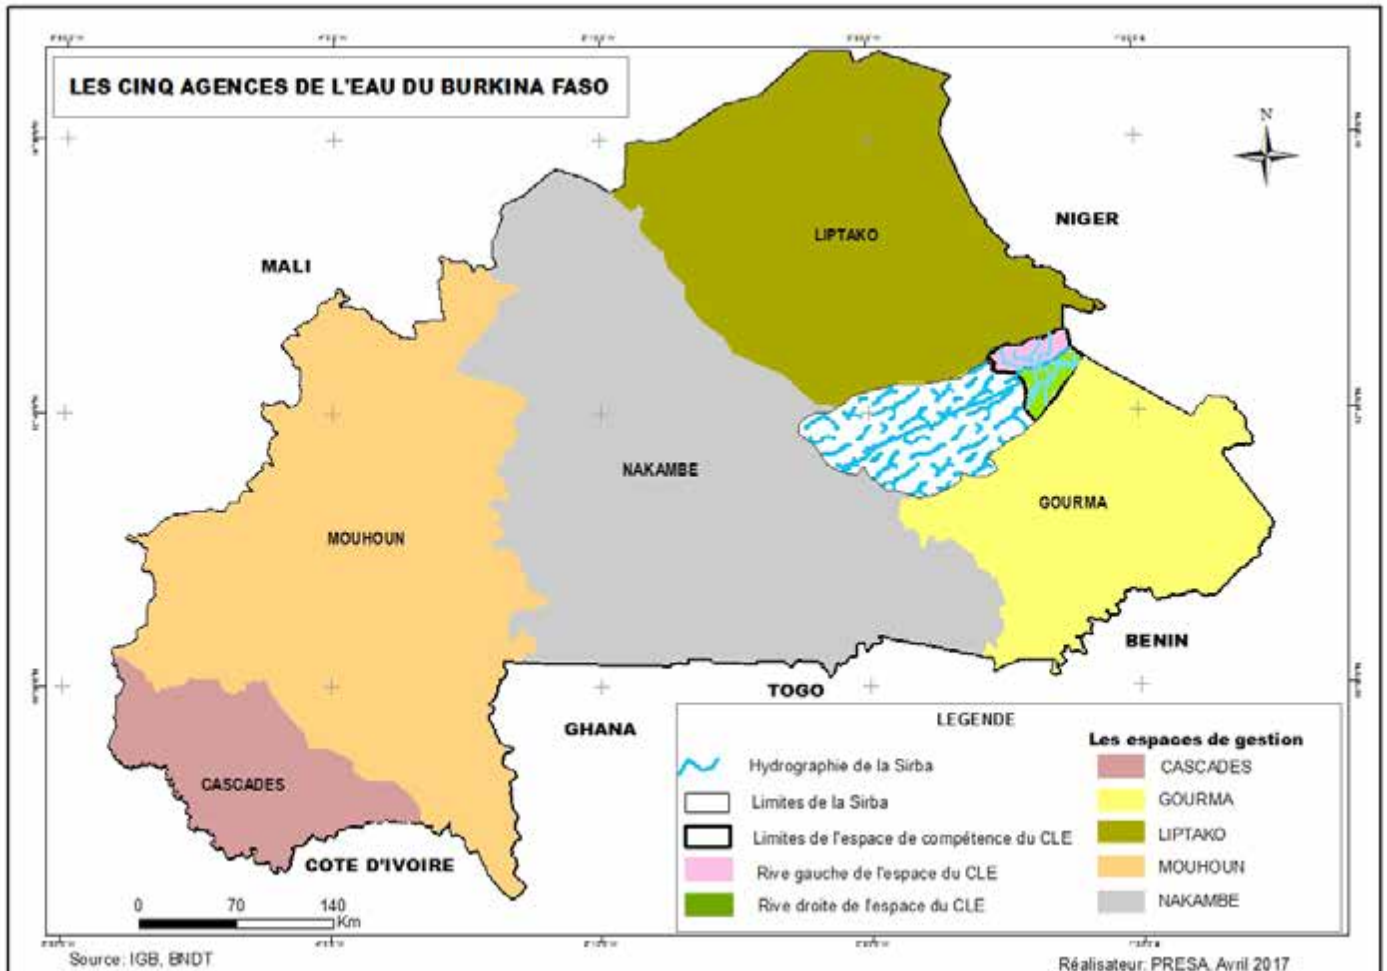 LES CINQ AGENCES DE L'EAU DU BURKINA FASO
N
NIGER
LIPTAKO
MALI
NAKAMBE
GOURMA
MOUHOUN
BENIN
TOGO
GHANA
CASCADES
COTE D'IVOIRE
0 70 140
Km
LEGENDE
Hydrographie de la Sirba
Limites de la Sirba
Limites de l'espace de compétence du CLE
Rive gauche de l'espace du CLE
Rive droite de l'espace du CLE
Les espaces de gestion
CASCADES
GOURMA
LIPTAKO
MOUHOUN
NAKAMBE
Source: IGB, BNDT
Réalisateur: PRESA, Avril 2017